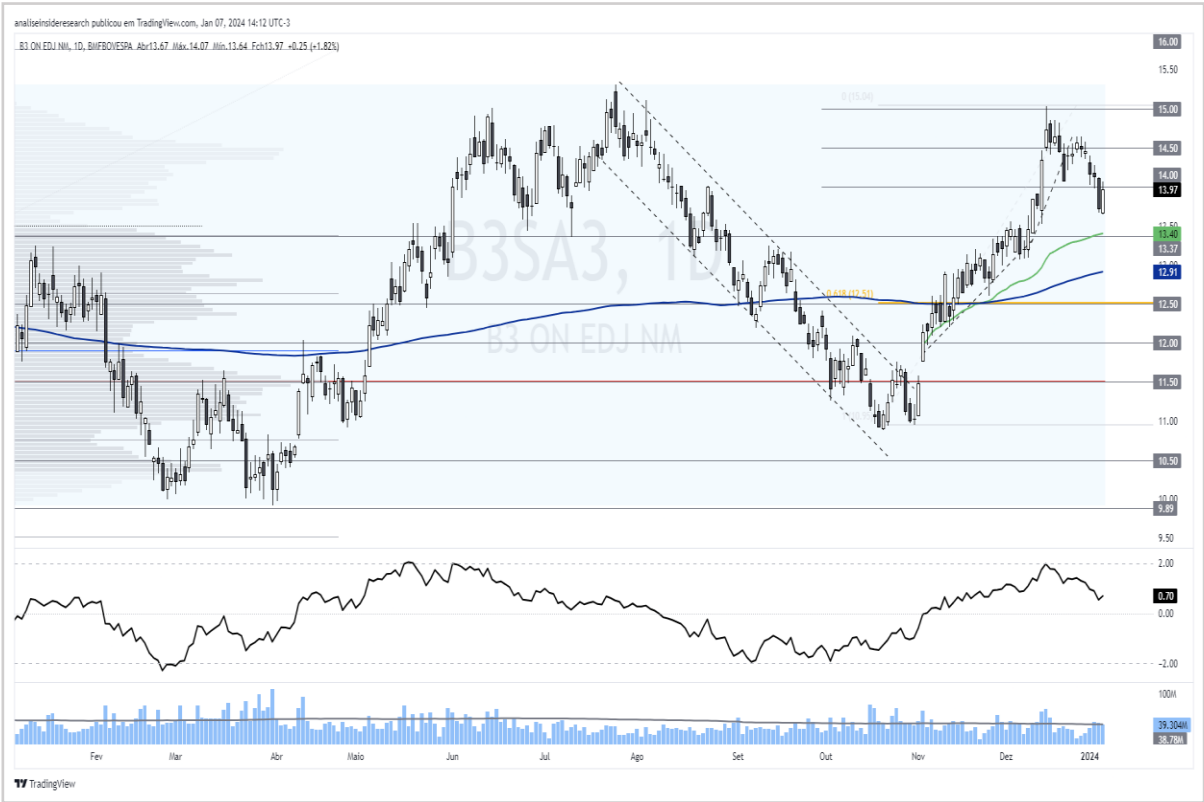 analiseinsideresearch publicou em TradingView.com, Jan 07, 2024 14:12 UTC-3
B3 ON EDJ NM, 1D, BMFBOVESPA Abr13.67 Máx.14.07 Mín.13.64 Fch13.97 +0.25 (+1.82%)
16.00
15.50
0 (15.04)
15.00
14.50
14.00
13.97
13.50
13.40
13.37
13.00
12.91
B3SA3, 1D
0.618 (12.51)
12.50
B3 ON EDJ NM
12.00
11.50
11.00
10.50
10.00
9.89
9.50
2.00
0.70
0.00
-2.00
100M
39.304M
38.78M
Fev Mar Abr Maio Jun Jul Ago Set Out Nov Dez 2024
TradingView